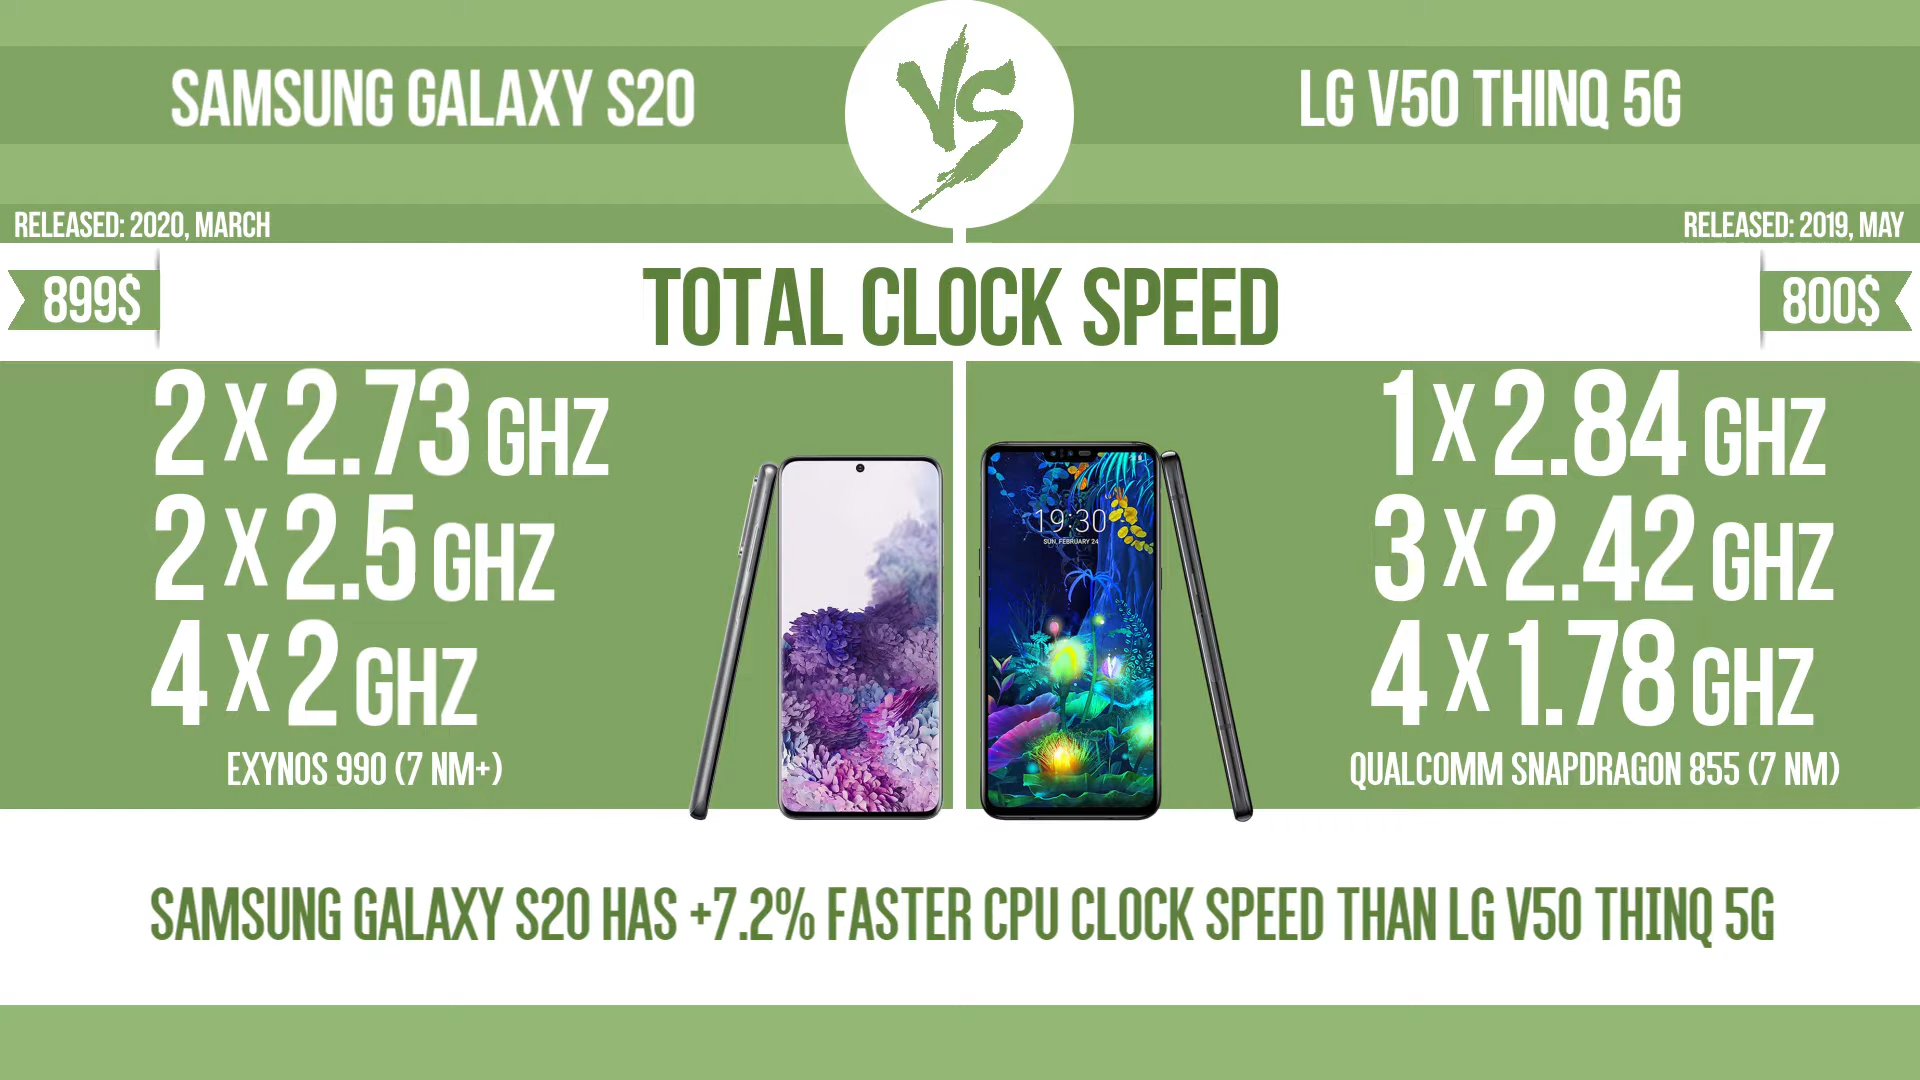 SAMSUNG GALAXY S20
VS
LG V50 THINQ 5G
RELEASED: 2020, MARCH
RELEASED: 2019, MAY
899$
TOTAL CLOCK SPEED
800$
2 X 2.73 GHZ
2 X 2.5 GHZ
4 X 2 GHZ
EXYNOS 990 (7 NM+)
19:30
SUN, FEBRUARY 24
1 X 2.84 GHZ
3 X 2.42 GHZ
4 X 1.78 GHZ
QUALCOMM SNAPDRAGON 855 (7 NM)
SAMSUNG GALAXY S20 HAS +7.2% FASTER CPU CLOCK SPEED THAN LG V50 THINQ 5G